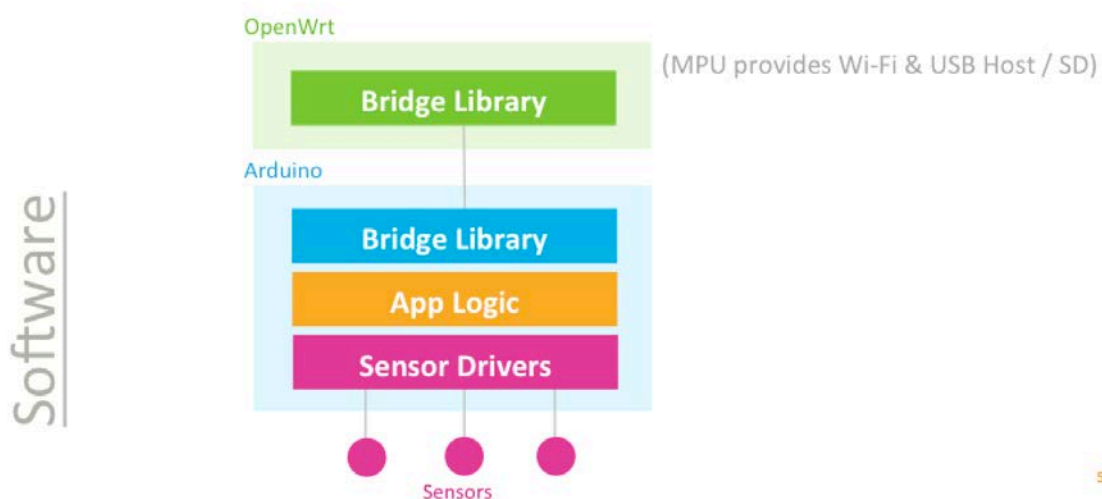 OpenWrt
Bridge Library
(MPU provides Wi-Fi & USB Host / SD)
Arduino
Bridge Library
App Logic
Sensor Drivers
Sensors
Software